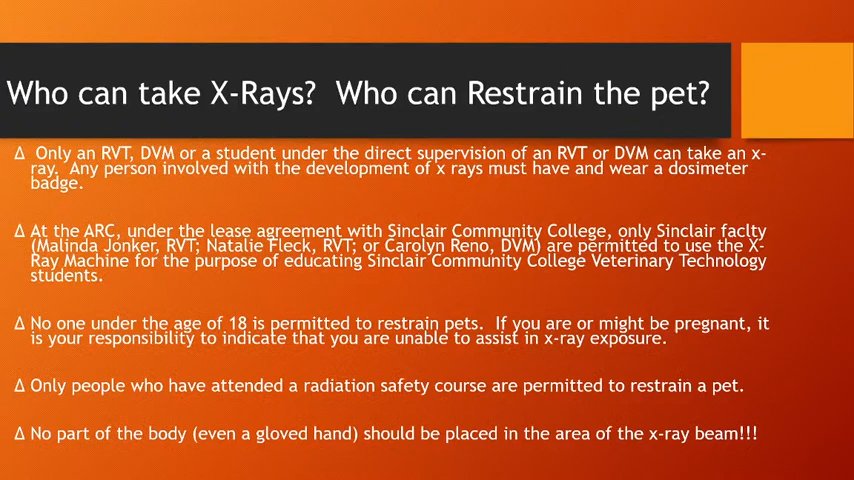 Who can take X-Rays?  Who can Restrain the pet?
Δ Only an RVT, DVM or a student under the direct supervision of an RVT or DVM can take an x-
ray.  Any person involved with the development of x rays must have and wear a dosimeter
badge.
Δ At the ARC, under the lease agreement with Sinclair Community College, only Sinclair faclty
(Malinda Jonker, RVT; Natalie Fleck, RVT; or Carolyn Reno, DVM) are permitted to use the X-
Ray Machine for the purpose of educating Sinclair Community College Veterinary Technology
students.
Δ No one under the age of 18 is permitted to restrain pets.  If you are or might be pregnant, it
is your responsibility to indicate that you are unable to assist in x-ray exposure.
Δ Only people who have attended a radiation safety course are permitted to restrain a pet.
Δ No part of the body (even a gloved hand) should be placed in the area of the x-ray beam!!!